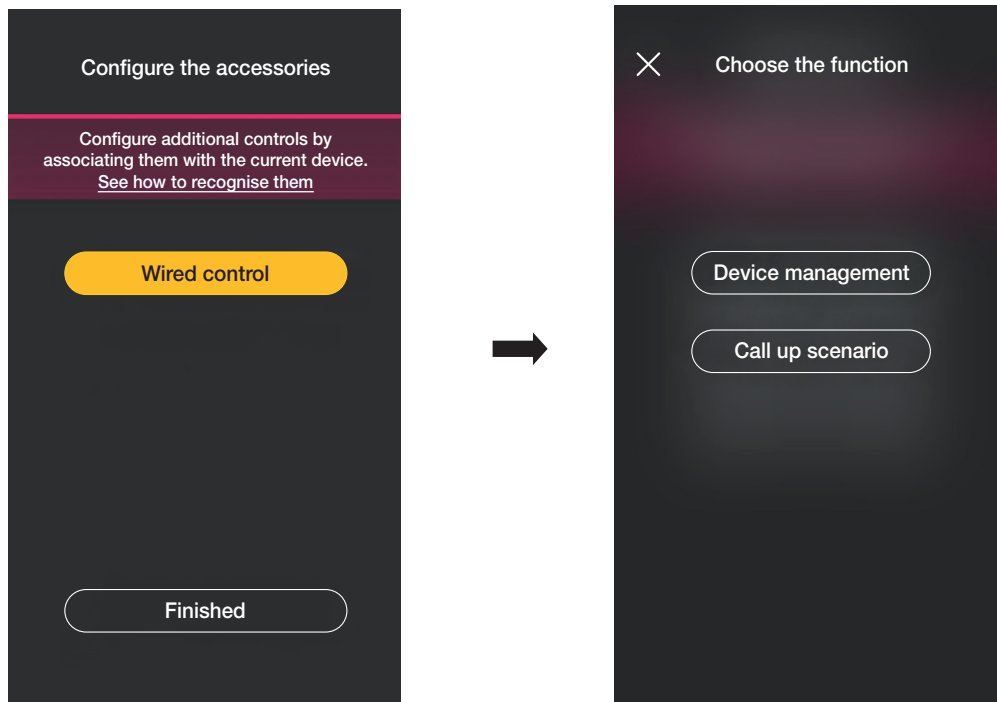 Configure the accessories
Configure additional controls by
associating them with the current device.
See how to recognise them
Wired control
Finished
Choose the function
Device management
Call up scenario